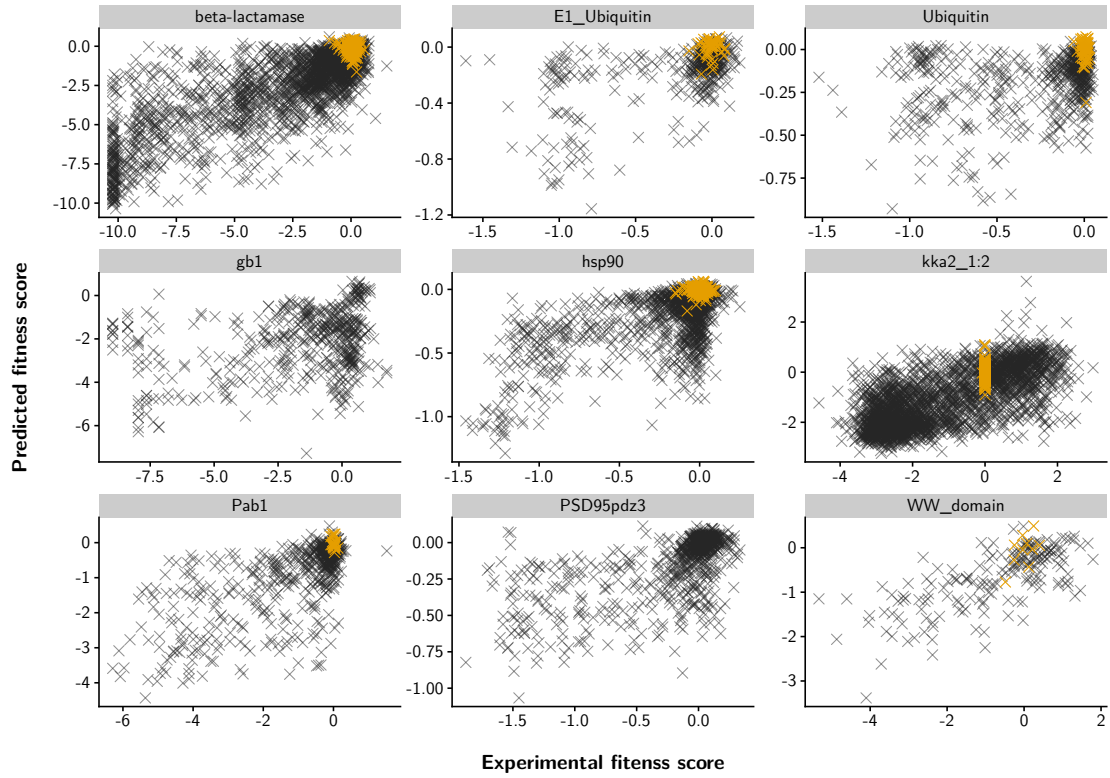 beta-lactamase E1_Ubiquitin Ubiquitin
0.0 0.0 0.00
-2.5 -0.4 -0.25
-5.0 -0.50
-7.5 -0.8 -0.75
-10.0 -1.2
-10.0 -7.5 -5.0 -2.5 0.0 -1.5 -1.0 -0.5 0.0 -1.5 -1.0 -0.5 0.0
gb1 hsp90 kka2_1:2
0 0.0 2
-2 -0.5 0
-4 -1.0 -2
-6
-7.5 -5.0 -2.5 0.0 -1.5 -1.0 -0.5 0.0 -4 -2 0 2
Pab1 PSD95pdz3 WW_domain
0 0.00 0
-1 -0.25 -1
-2 -0.50
-3 -0.75 -2
-4 -1.00 -3
-6 -4 -2 0 -1.5 -1.0 -0.5 0.0 -4 -2 0 2
Predicted fitness score
Experimental fitenss score